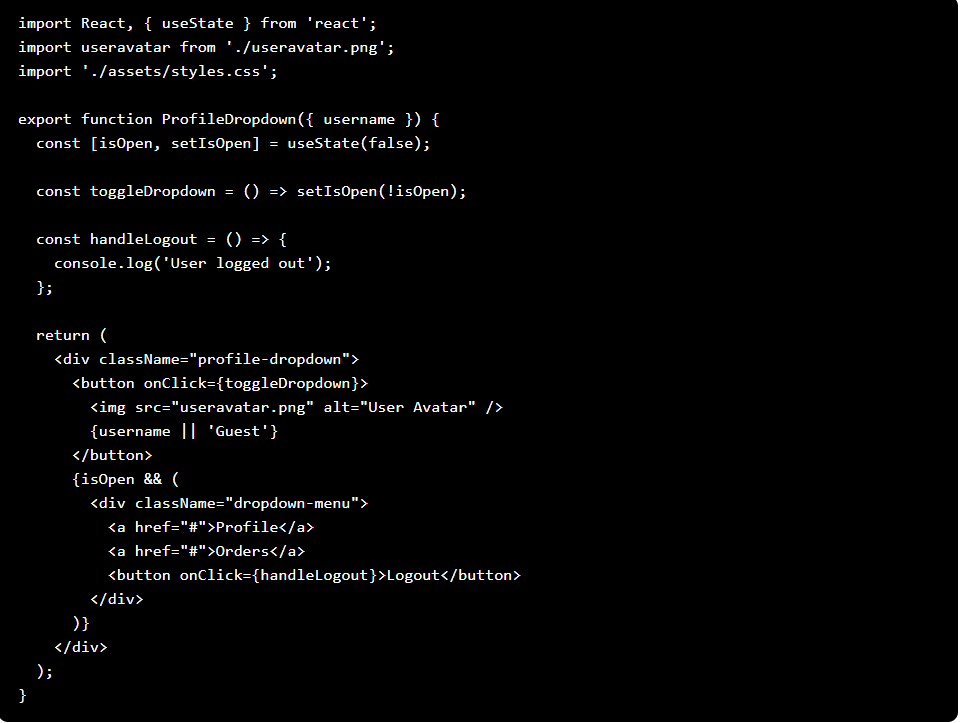 import React, { useState } from 'react';
import useravatar from './useravatar.png';
import './assets/styles.css';

export function ProfileDropdown({ username }) {
  const [isOpen, setIsOpen] = useState(false);

  const toggleDropdown = () => setIsOpen(!isOpen);

  const handleLogout = () => {
    console.log('User logged out');
  };

  return (
    <div className="profile-dropdown">
      <button onClick={toggleDropdown}>
        <img src="useravatar.png" alt="User Avatar" />
        {username || 'Guest'}
      </button>
      {isOpen && (
        <div className="dropdown-menu">
          <a href="#">Profile</a>
          <a href="#">Orders</a>
          <button onClick={handleLogout}>Logout</button>
        </div>
      )}
    </div>
  );
}